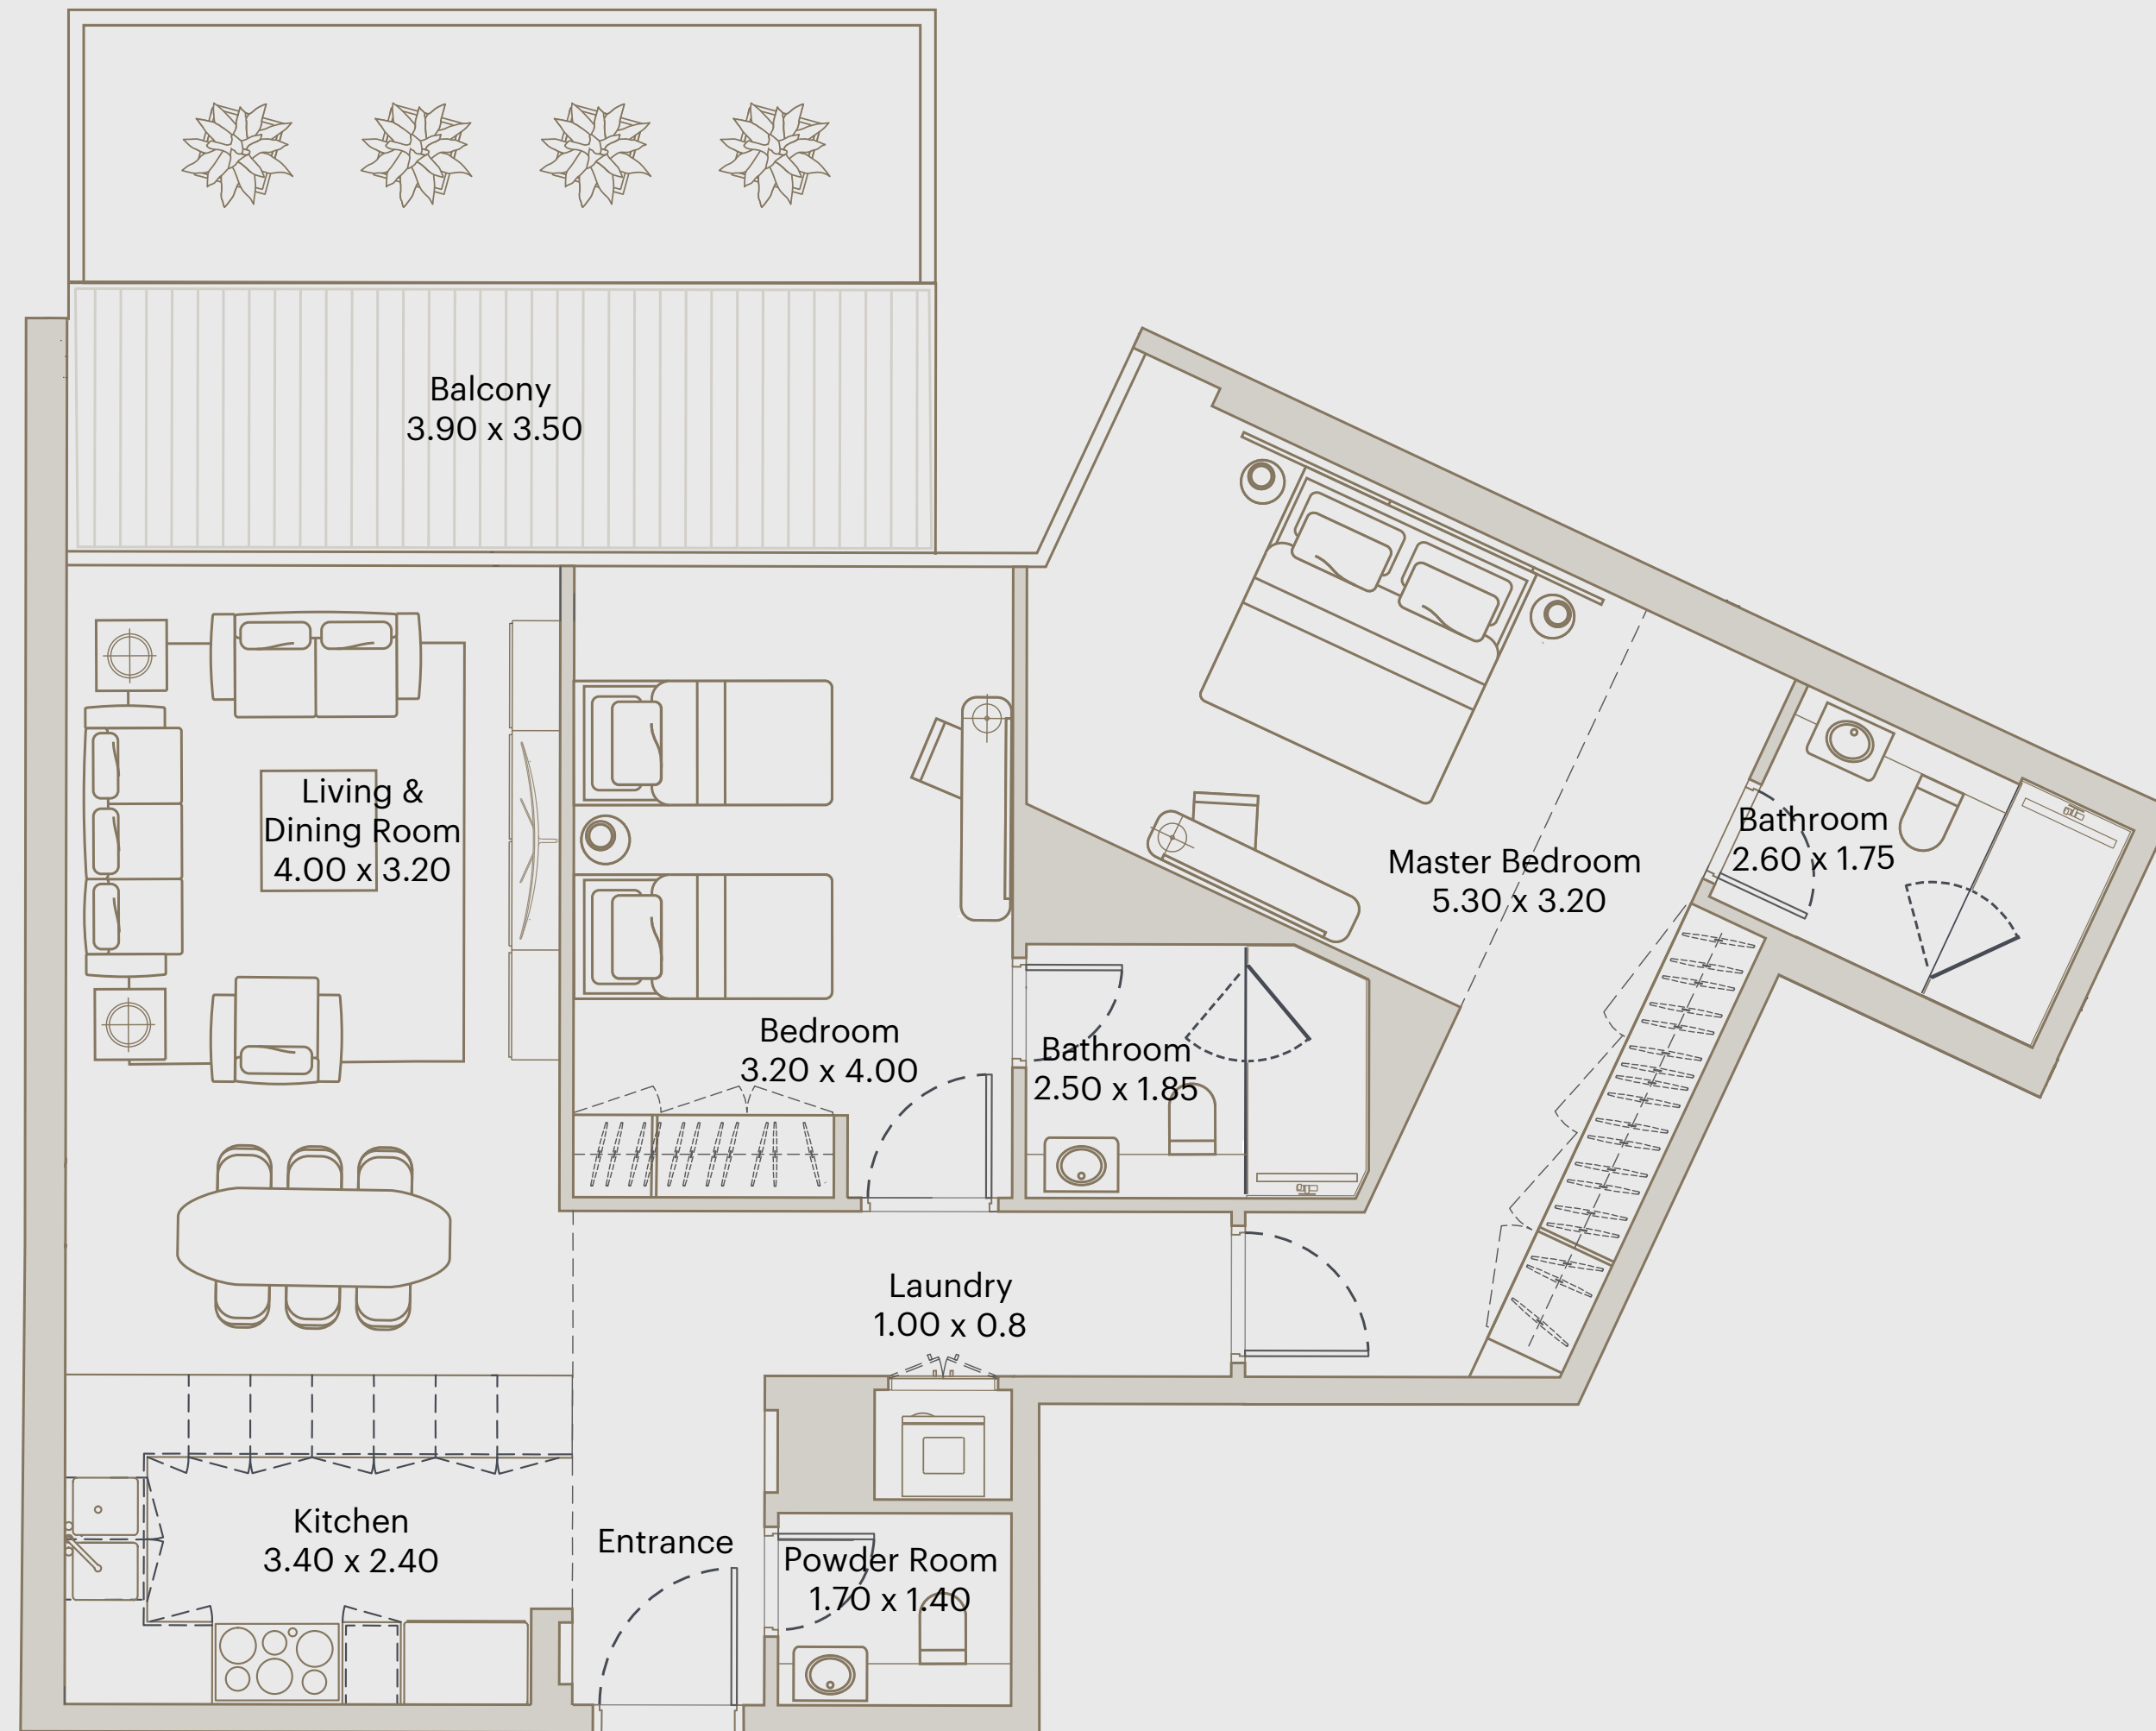 Balcony
3.90 x 3.50
Living &
Dining Room
4.00 x 3.20
Master Bedroom
5.30 x 3.20
Bathroom
2.60 x 1.75
Bedroom
3.20 x 4.00
Bathroom
2.50 x 1.85
Laundry
1.00 x 0.8
Kitchen
3.40 x 2.40
Entrance
Powder Room
1.70 x 1.40